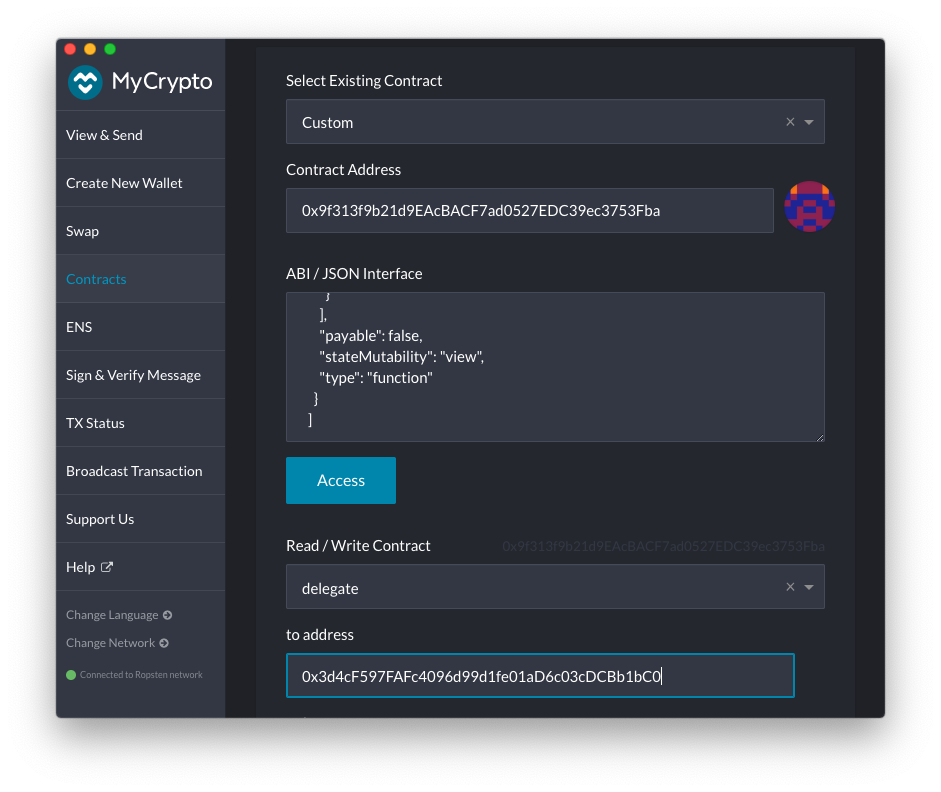 MyCrypto
View & Send
Create New Wallet
Swap
Contracts
ENS
Sign & Verify Message
TX Status
Broadcast Transaction
Support Us
Help
Change Language
Change Network
Connected to Ropsten network
Select Existing Contract
Custom
Contract Address
0x9f313f9b21d9EAcBACF7ad0527EDC39ec3753Fba
ABI / JSON Interface
}
],
"payable": false,
"stateMutability": "view",
"type": "function"
}
]
Access
Read / Write Contract 0x9f313f9b21d9EAcBACF7ad0527EDC39ec3753Fba
delegate
to address
0x3d4cF597FAFc4096d99d1fe01aD6c03cDCBb1bC0